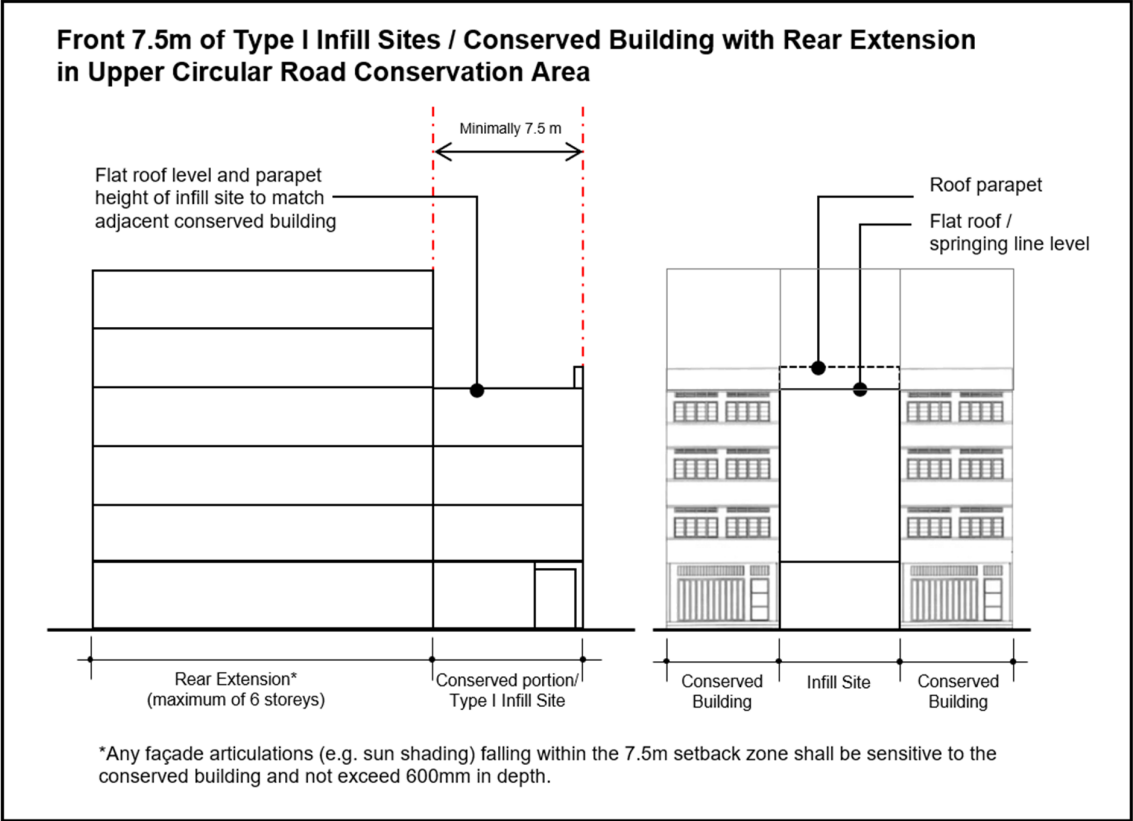 Front 7.5m of Type I Infill Sites / Conserved Building with Rear Extension
in Upper Circular Road Conservation Area
Minimally 7.5 m
Flat roof level and parapet
height of infill site to match
adjacent conserved building
Roof parapet
Flat roof /
springing line level
Rear Extension*
(maximum of 6 storeys)
Conserved portion/
Type I Infill Site
Conserved
Building
Infill Site
Conserved
Building
*Any façade articulations (e.g. sun shading) falling within the 7.5m setback zone shall be sensitive to the
conserved building and not exceed 600mm in depth.